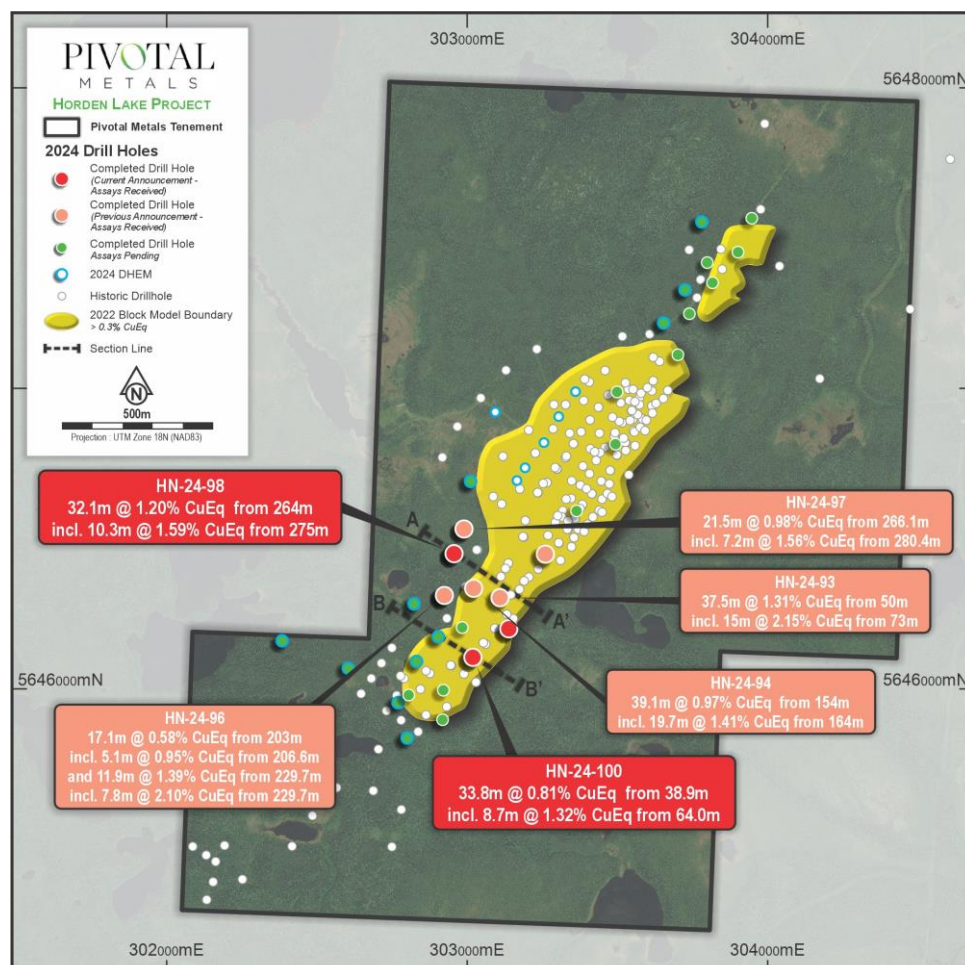 303000mE
304000mE
5648000mN
PIVOTAL
METALS
HORDEN LAKE PROJECT
Pivotal Metals Tenement
2024 Drill Holes
Completed Drill Hole
(Current Announcement -
Assays Received)
Completed Drill Hole
(Previous Announcement -
Assays Received)
Completed Drill Hole
Assays Pending
2024 DHEM
Historic Drillhole
2022 Block Model Boundary
> 0.3% CuEq
Section Line
N
500m
Projection : UTM Zone 18N (NAD83)
HN-24-98
32.1m @ 1.20% CuEq from 264m
incl. 10.3m @ 1.59% CuEq from 275m
HN-24-97
21.5m @ 0.98% CuEq from 266.1m
incl. 7.2m @ 1.56% CuEq from 280.4m
A
HN-24-93
37.5m @ 1.31% CuEq from 50m
incl. 15m @ 2.15% CuEq from 73m
B
A'
5646000mN
5646000mN
B'
HN-24-94
39.1m @ 0.97% CuEq from 154m
incl. 19.7m @ 1.41% CuEq from 164m
HN-24-96
17.1m @ 0.58% CuEq from 203m
incl. 5.1m @ 0.95% CuEq from 206.6m
and 11.9m @ 1.39% CuEq from 229.7m
incl. 7.8m @ 2.10% CuEq from 229.7m
HN-24-100
33.8m @ 0.81% CuEq from 38.9m
incl. 8.7m @ 1.32% CuEq from 64.0m
302000mE
303000mE
304000mE